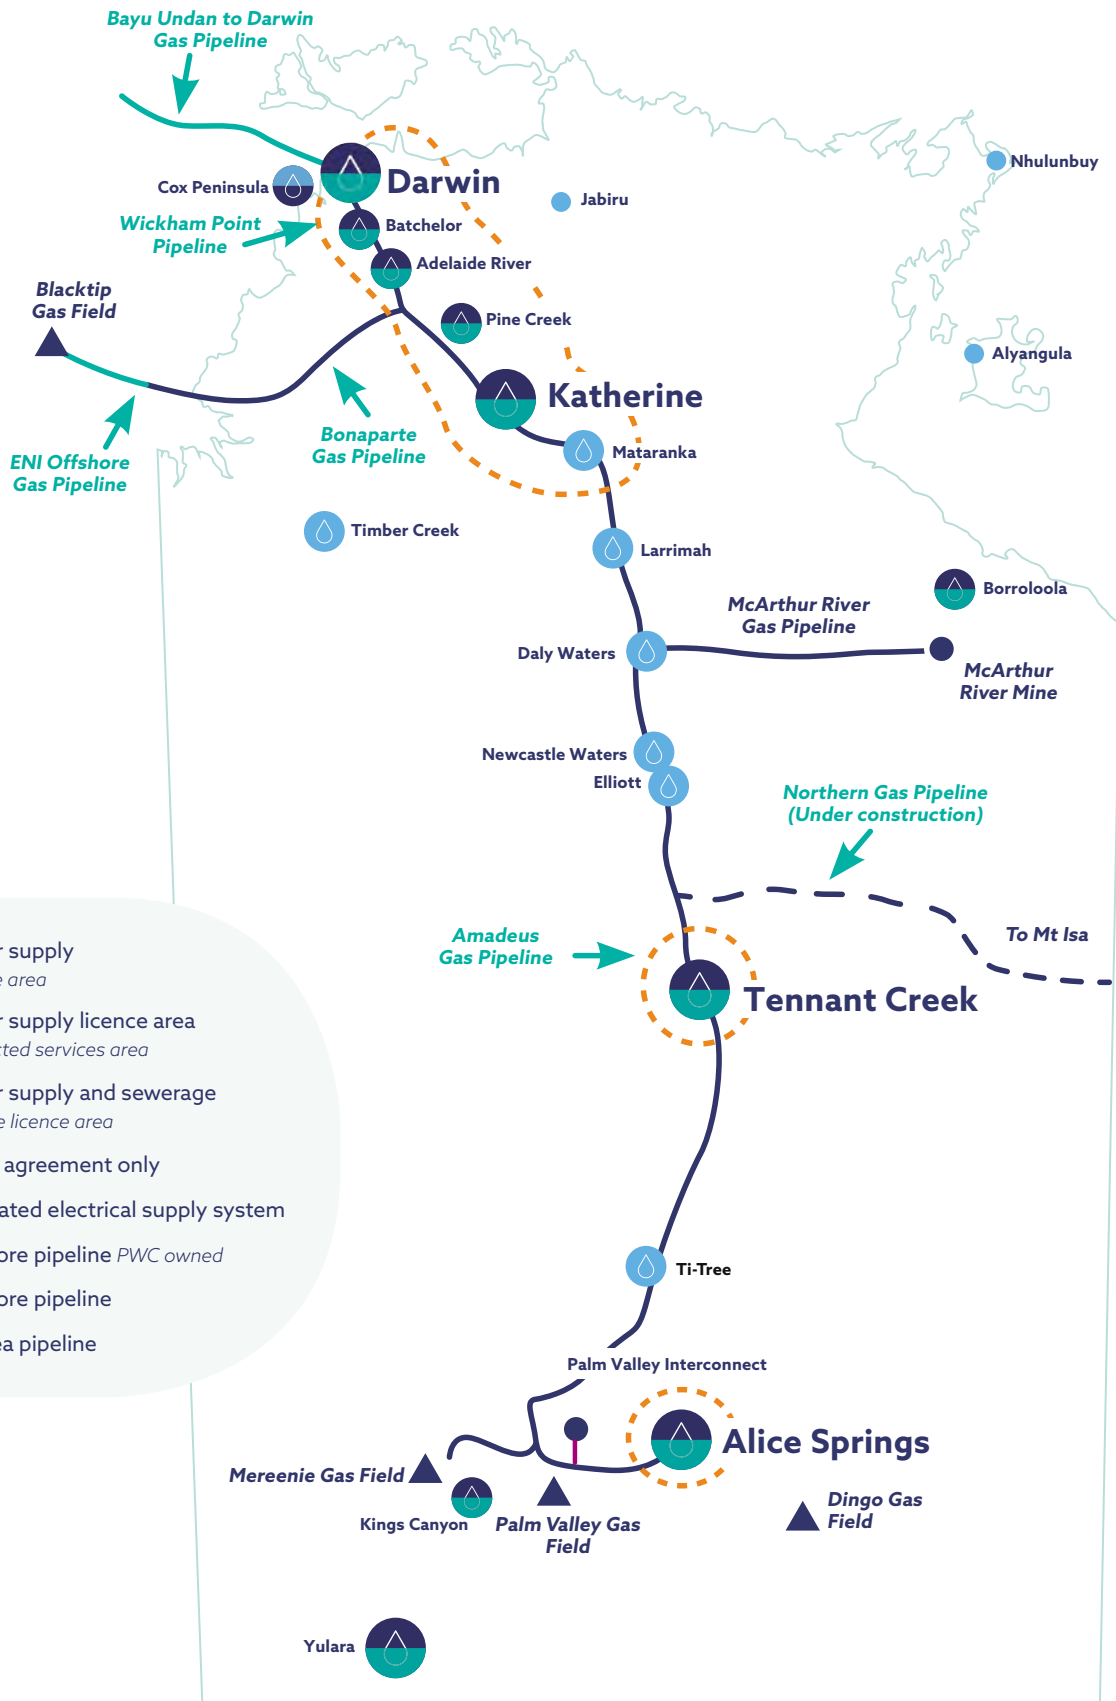 Bayu Undan to Darwin
Gas Pipeline
Nhulunbuy
Darwin
Cox Peninsula
Jabiru
Wickham Point
Pipeline
Batchelor
Adelaide River
Blacktip
Gas Field
Pine Creek
Alyangula
Katherine
Bonaparte
Gas Pipeline
Mataranka
ENI Offshore
Gas Pipeline
Timber Creek
Larrimah
Borroloola
McArthur River
Gas Pipeline
Daly Waters
McArthur
River Mine
Newcastle Waters
Elliott
Northern Gas Pipeline
(Under construction)
Amadeus
Gas Pipeline
To Mt Isa
Tennant Creek
supply
area
supply licence area
services area
supply and sewerage
licence area
agreement only
electrical supply system
pipeline PWC owned
pipeline
pipeline
Ti-Tree
Palm Valley Interconnect
Alice Springs
Mereenie Gas Field
Kings Canyon
Palm Valley Gas
Field
Dingo Gas
Field
Yulara